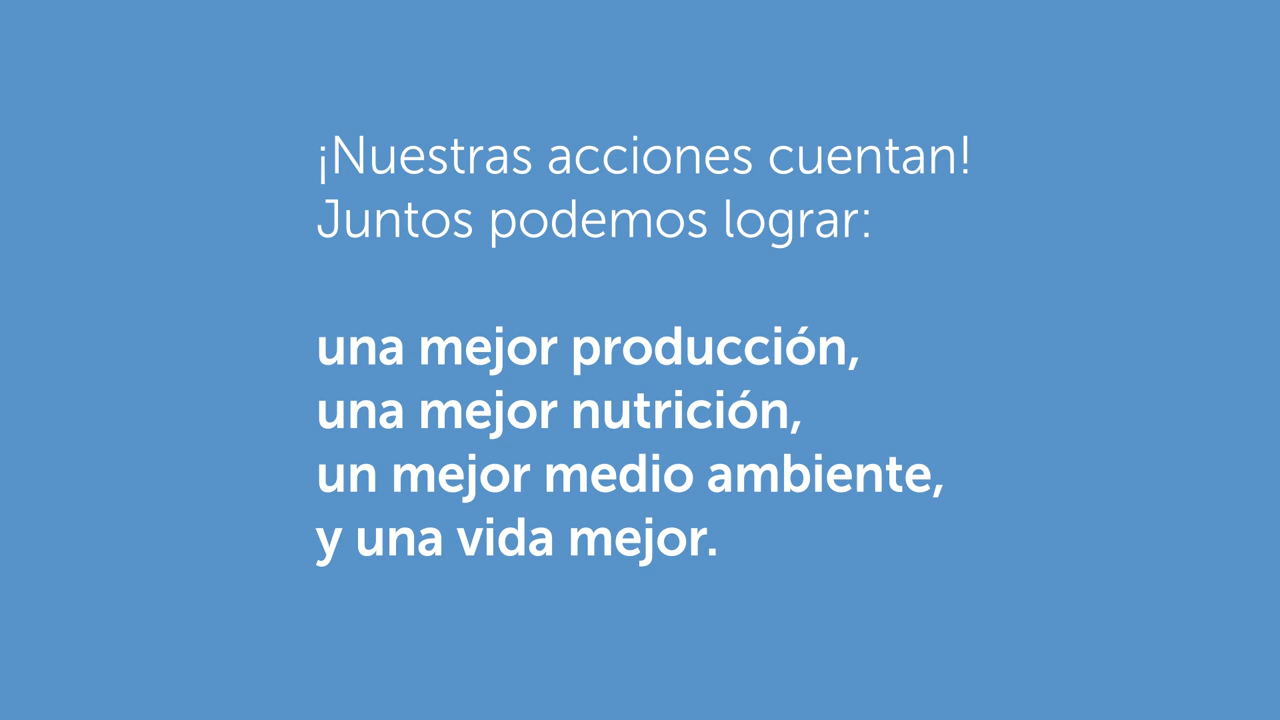 ¡Nuestras acciones cuentan!
Juntos podemos lograr:
una mejor producción,
una mejor nutrición,
un mejor medio ambiente,
y una vida mejor.